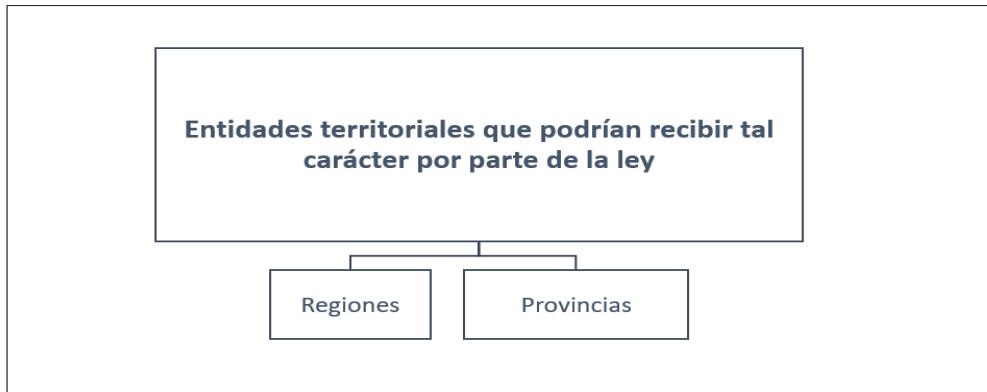 Entidades territoriales que podrían recibir tal
carácter por parte de la ley
Regiones
Provincias